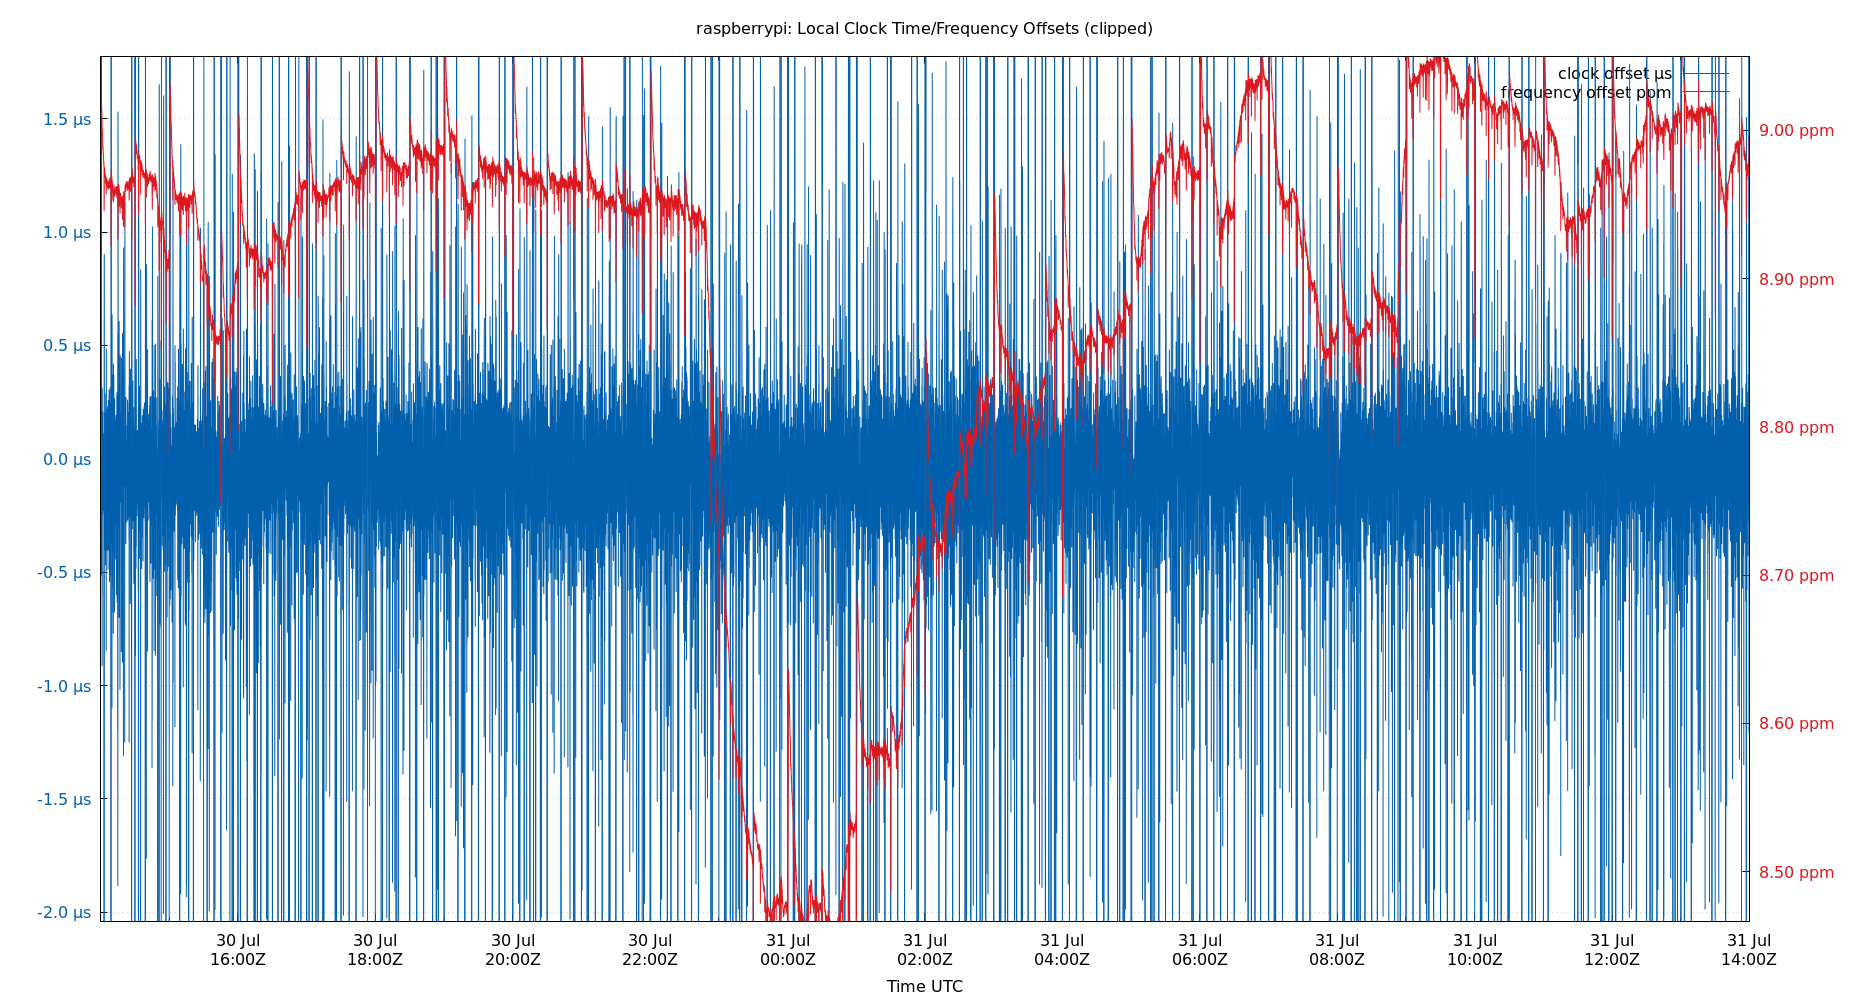 raspberrypi: Local Clock Time/Frequency Offsets (clipped)
clock offset µs
frequency offset ppm
1.5 µs
1.0 µs
0.5 µs
0.0 µs
-0.5 µs
-1.0 µs
-1.5 µs
-2.0 µs
9.00 ppm
8.90 ppm
8.80 ppm
8.70 ppm
8.60 ppm
8.50 ppm
30 Jul 30 Jul 30 Jul 30 Jul 31 Jul 31 Jul 31 Jul 31 Jul 31 Jul 31 Jul 31 Jul 31 Jul
16:00Z 18:00Z 20:00Z 22:00Z 00:00Z 02:00Z 04:00Z 06:00Z 08:00Z 10:00Z 12:00Z 14:00Z
Time UTC